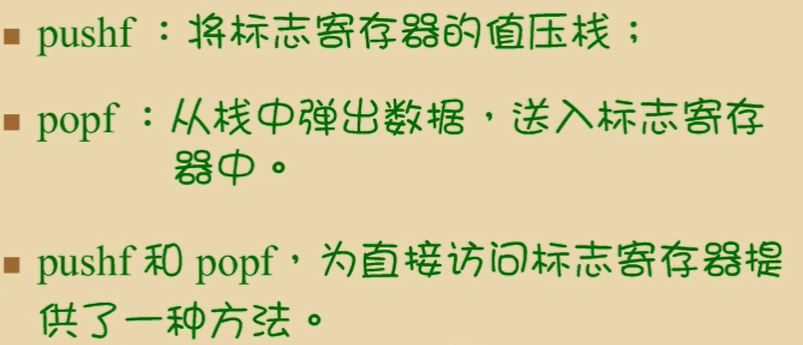 ■ pushf ：将标志寄存器的值压栈；
■ popf ：从栈中弹出数据，送入标志寄存
器中。
■ pushf 和 popf，为直接访问标志寄存器提
供了一种方法。